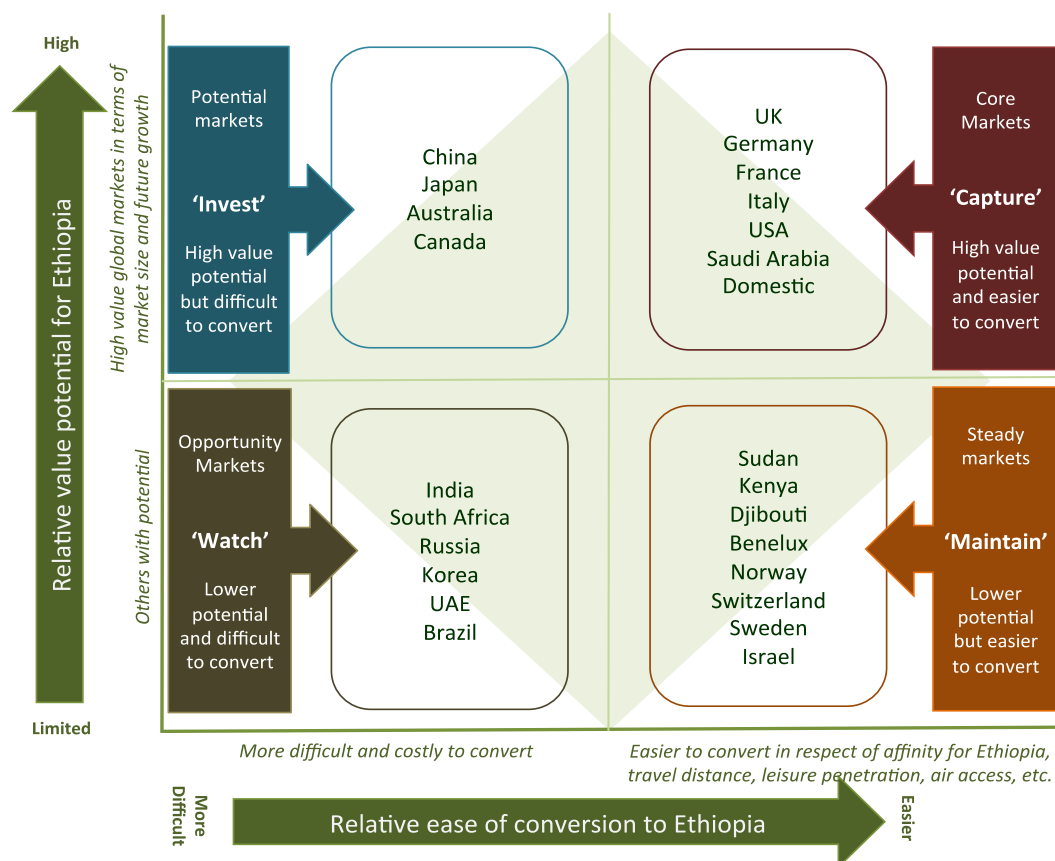 High
Relative value potential for Ethiopia
Limited
High value global markets in terms of
market size and future growth
Others with potential
Potential
markets
‘Invest’
High value
potential
but difficult
to convert
China
Japan
Australia
Canada
UK
Germany
France
Italy
USA
Saudi Arabia
Domestic
Core
Markets
‘Capture’
High value
potential
and easier
to convert
Opportunity
Markets
‘Watch’
Lower
potential
and difficult
to convert
India
South Africa
Russia
Korea
UAE
Brazil
Sudan
Kenya
Djibouti
Benelux
Norway
Switzerland
Sweden
Israel
Steady
markets
‘Maintain’
Lower
potential
but easier
to convert
More difficult and costly to convert
Easier to convert in respect of affinity for Ethiopia,
travel distance, leisure penetration, air access, etc.
More
Difficult
Relative ease of conversion to Ethiopia
Easier